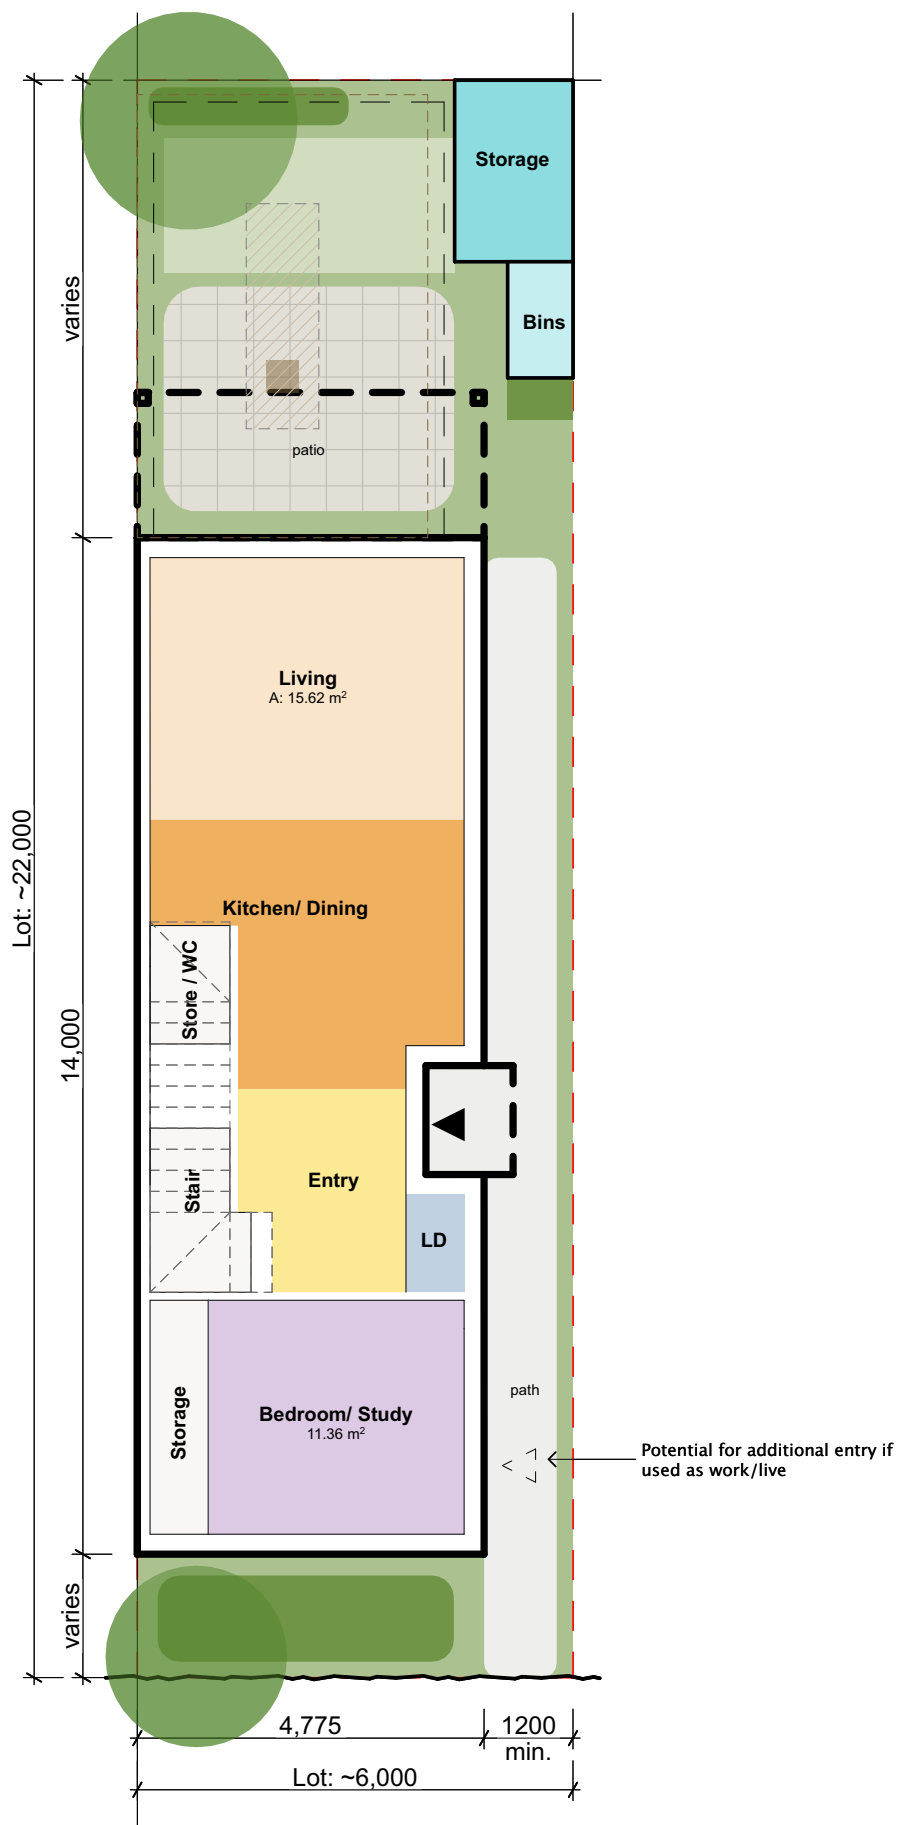 Storage
varies
Bins
patio
Living
A: 15.62 m²
Lot: ~22,000
Kitchen/ Dining
Store / WC
14,000
Entry
Stair
LD
path
Bedroom/ Study
11.36 m²
Storage
Potential for additional entry if
used as work/live
varies
4,775
1200
min.
Lot: ~6,000